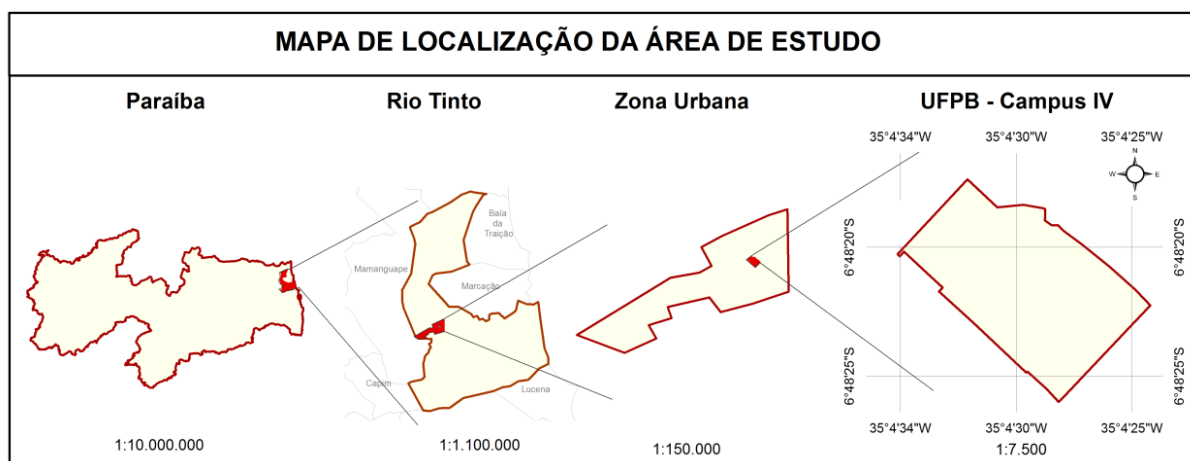 MAPA DE LOCALIZAÇÃO DA ÁREA DE ESTUDO
Paraíba
Rio Tinto
Zona Urbana
UFPB - Campus IV
35°4'34"W
35°4'30"W
35°4'25"W
N
W
E
S
Baía
da
Traição
Mamanguape
Marcação
Capim
Lucena
6°48'20"S
6°48'20"S
6°48'25"S
6°48'25"S
35°4'34"W
35°4'30"W
35°4'25"W
1:10.000.000
1:1.100.000
1:150.000
1:7.500